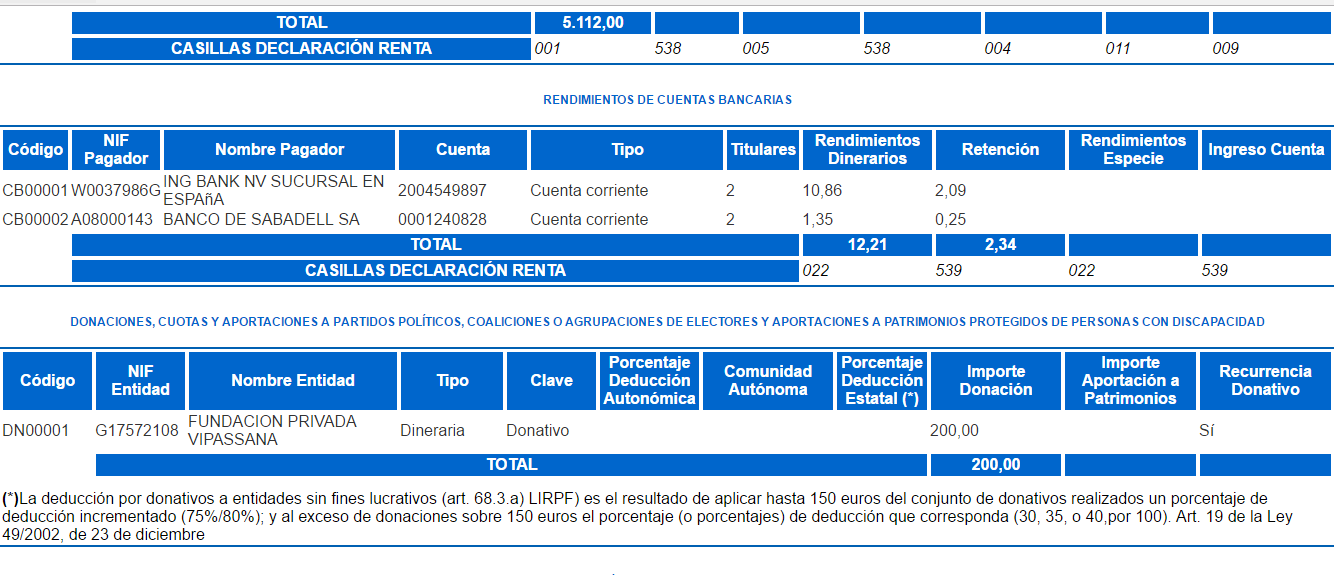 TOTAL 5.112,00
CASILLAS DECLARACIÓN RENTA 001 538 005 538 004 011 009
RENDIMIENTOS DE CUENTAS BANCARIAS
Código NIF Pagador Nombre Pagador Cuenta Tipo Titulares Rendimientos Dinerarios Retención Rendimientos Especie Ingreso Cuenta
CB00001 W0037986G ING BANK NV SUCURSAL EN ESPAñA 2004549897 Cuenta corriente 2 10,86 2,09
CB00002 A08000143 BANCO DE SABADELL SA 0001240828 Cuenta corriente 2 1,35 0,25
TOTAL 12,21 2,34
CASILLAS DECLARACIÓN RENTA 022 539 022 539
DONACIONES, CUOTAS Y APORTACIONES A PARTIDOS POLÍTICOS, COALICIONES O AGRUPACIONES DE ELECTORES Y APORTACIONES A PATRIMONIOS PROTEGIDOS DE PERSONAS CON DISCAPACIDAD
Código NIF Entidad Nombre Entidad Tipo Clave Porcentaje Deducción Autonómica Comunidad Autónoma Porcentaje Deducción Estatal (*) Importe Donación Importe Aportación a Patrimonios Recurrencia Donativo
DN00001 G17572108 FUNDACION PRIVADA VIPASSANA Dineraria Donativo 200,00 Sí
TOTAL 200,00
(*)La deducción por donativos a entidades sin fines lucrativos (art. 68.3.a) LIRPF) es el resultado de aplicar hasta 150 euros del conjunto de donativos realizados un porcentaje de
deducción incrementado (75%/80%); y al exceso de donaciones sobre 150 euros el porcentaje (o porcentajes) de deducción que corresponda (30, 35, o 40,por 100). Art. 19 de la Ley
49/2002, de 23 de diciembre